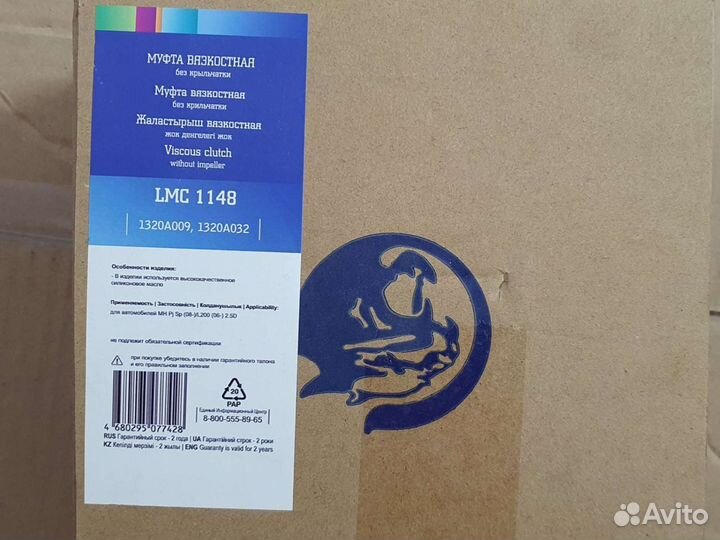 МУФТА ВЯЗКОСТНАЯ
без крыльчатки
Муфта вязкостная
без крильчатки
Жаластырыш вязкостная
жок денгелегі жок
Viscous clutch
without impeller
LMC 1148
1320A009, 1320A032
Особенности изделия:
- В изделии используется высококачественное
силиконовое масло
Применяемость | Застосовність | Колданушылык | Applicability:
для автомобилей MH Pj Sp (08-)/L200 (06-) 2.5D
не подлежит обязательной сертификации
при покупке убедитесь в наличии гарантийного талона
и его правильном заполнении
4 680295 077428
20
PAP
Единый Информационный Центр
8-800-555-89-65
RUS Гарантийный срок - 2 года | UA Гарантійний строк - 2 роки
KZ Кепілді мерзімі - 2 жылы | ENG Guaranty is valid for 2 years
Avito